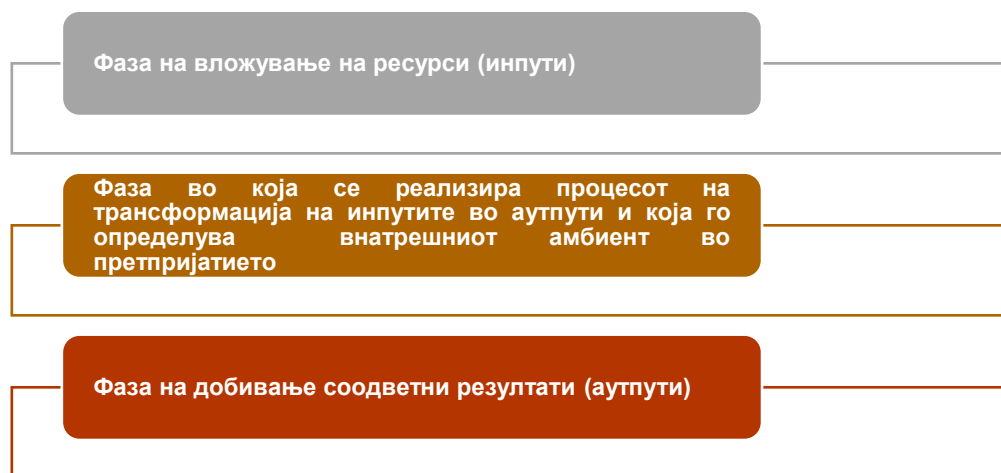 Фаза на вложување на ресурси (инпути)
Фаза во која се реализира процесот на
трансформација на инпутите во аутпути и која го
определува внатрешниот амбиент во
претпријатието
Фаза на добивање соодветни резултати (аутпути)